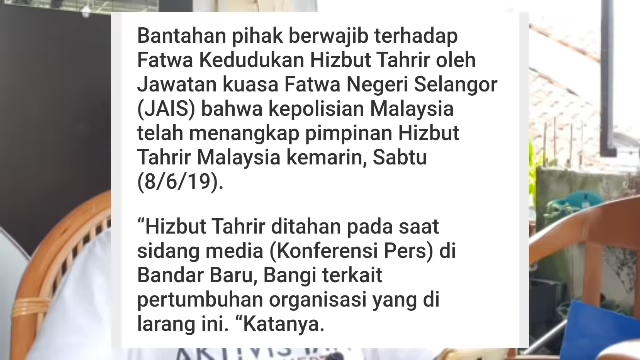 Bantahan pihak berwajib terhadap
Fatwa Kedudukan Hizbut Tahrir oleh
Jawatan kuasa Fatwa Negeri Selangor
(JAIS) bahwa kepolisian Malaysia
telah menangkap pimpinan Hizbut
Tahrir Malaysia kemarin, Sabtu
(8/6/19).
“Hizbut Tahrir ditahan pada saat
sidang media (Konferensi Pers) di
Bandar Baru, Bangi terkait
pertumbuhan organisasi yang di
larang ini. “Katanya.
AKTIVIS